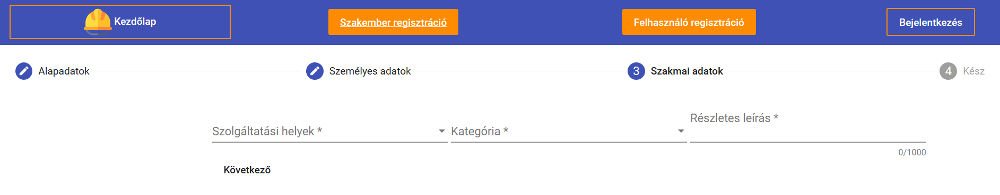 Kezdőlap
Szakember regisztráció
Felhasználó regisztráció
Bejelentkezés
Alapadatok
Személyes adatok
3 Szakmai adatok
4 Kész
Szolgáltatási helyek *
Kategória *
Részletes leírás *
0/1000
Következő